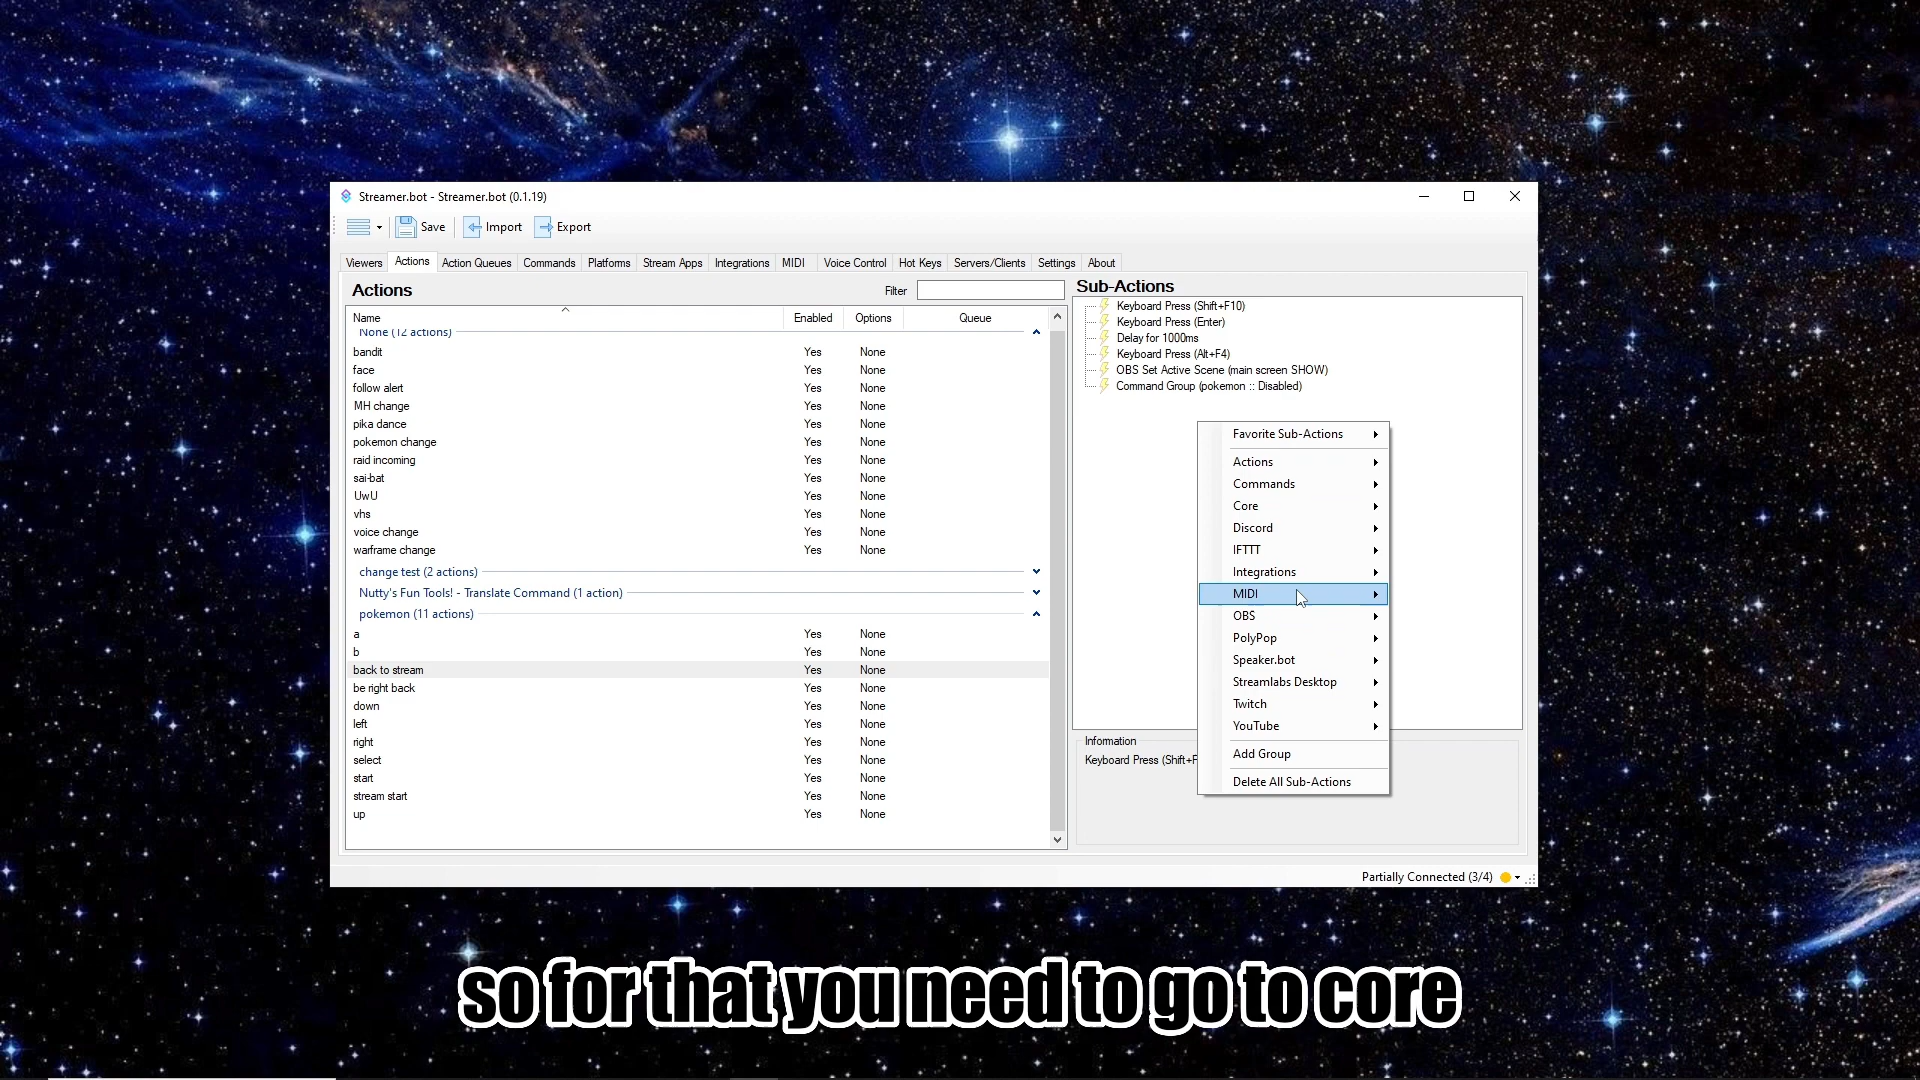 Streamer.bot - Streamer.bot (0.1.19)
Save Import Export
Viewers Actions Action Queues Commands Platforms Stream Apps Integrations MIDI Voice Control Hot Keys Servers/Clients Settings About
Actions Filter
Name Enabled Options Queue
None (12 actions)
bandit Yes None
face Yes None
follow alert Yes None
MH change Yes None
pika dance Yes None
pokemon change Yes None
raid incoming Yes None
sai-bat Yes None
UwU Yes None
vhs Yes None
voice change Yes None
warframe change Yes None
change test (2 actions)
Nutty's Fun Tools! - Translate Command (1 action)
pokemon (11 actions)
a Yes None
b Yes None
back to stream Yes None
be right back Yes None
down Yes None
left Yes None
right Yes None
select Yes None
start Yes None
stream start Yes None
up Yes None
Sub-Actions
Keyboard Press (Shift+F10)
Keyboard Press (Enter)
Delay for 1000ms
Keyboard Press (Alt+F4)
OBS Set Active Scene (main screen SHOW)
Command Group (pokemon :: Disabled)
Favorite Sub-Actions
Actions
Commands
Core
Discord
IFTTT
Integrations
MIDI
OBS
PolyPop
Speaker.bot
Streamlabs Desktop
Twitch
YouTube
Add Group
Delete All Sub-Actions
Information
Keyboard Press (Shift+F
Partially Connected (3/4)
so for that you need to go to core